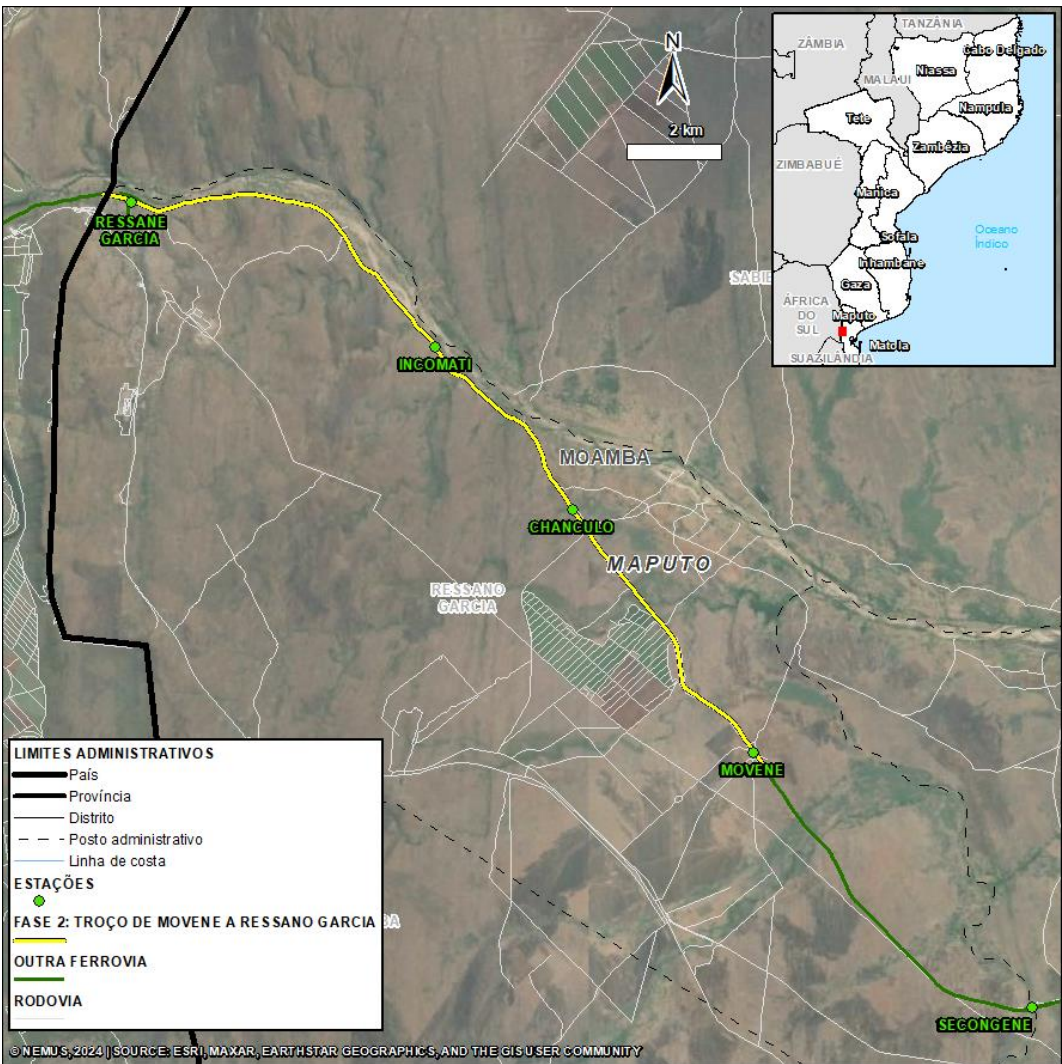 N
2 km
TANZÂNIA
ZÂMBIA
Cabo Delgado
Niassa
MALAUI
Nampula
Tete
Zambézia
ZIMBABUÉ
Manica
Sofala
Oceano
Índico
Inhambane
Gaza
ÁFRICA
DO
SUL
Maputo
Matola
SUAZILÂNDIA
RESSANE
GARCIA
SABIE
INCOMATI
MOAMBA
CHANCULO
MAPUTO
RESSANO
GARCIA
MOVENE
SECONGENE
LIMITES ADMINISTRATIVOS
País
Província
Distrito
Posto administrativo
Linha de costa
ESTAÇÕES
FASE 2: TROÇO DE MOVENE A RESSANO GARCIA
OUTRA FERROVIA
RODOVIA
© NEMUS, 2024 | SOURCE: ESRI, MAXAR, EARTHSTAR GEOGRAPHICS, AND THE GIS USER COMMUNITY